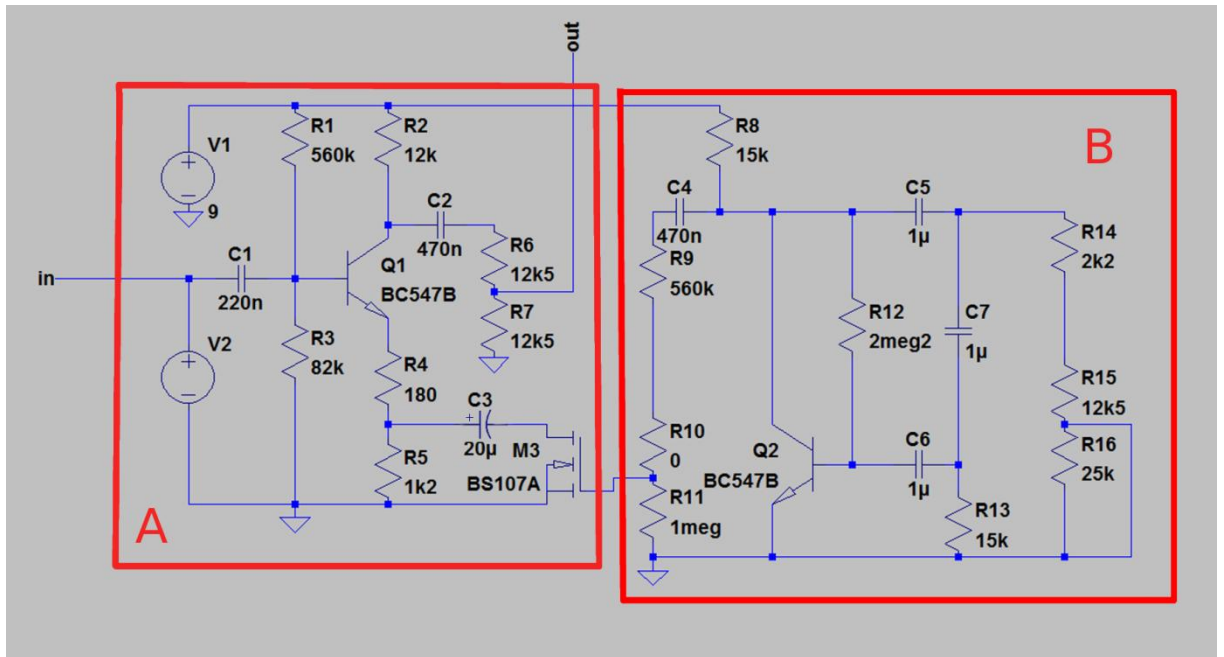 out
V1
9
R1
560k
R2
12k
C2
470n
R6
12k5
R7
12k5
in
C1
220n
Q1
BC547B
V2
R3
82k
R4
180
C3
+
20µ
M3
BS107A
R5
1k2
A
R8
15k
B
C4
470n
R9
560k
C5
1µ
R14
2k2
R12
2meg2
C7
1µ
R10
0
R11
1meg
Q2
BC547B
C6
1µ
R15
12k5
R16
25k
R13
15k